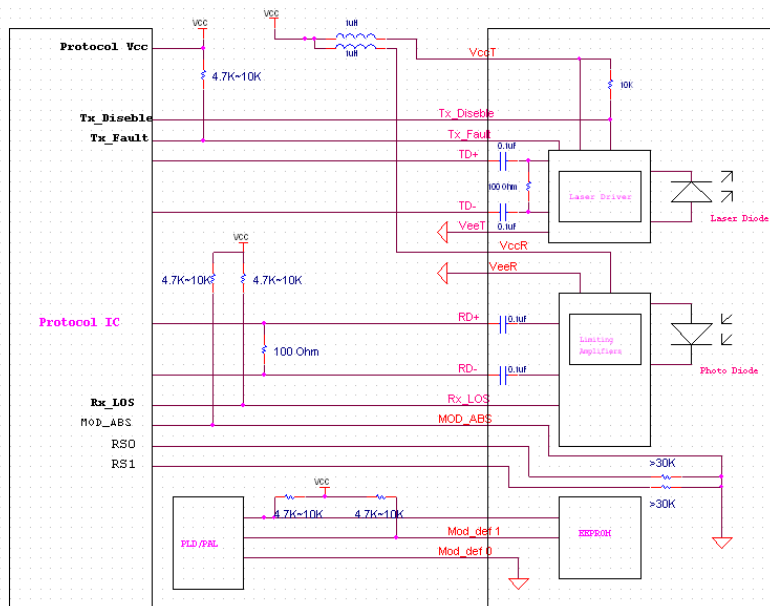 VCC
VCC
1uH
1uH
Protocol Vcc
VccT
4.7K~10K
10K
Tx_Diseble
Tx_Diseble
Tx_Fault
Tx_Fault
TD+
0.1uf
100 Ohm
Laser Driver
TD-
Laser Diode
VeeT
0.1uf
VCC
VccR
VeeR
4.7K~10K
4.7K~10K
Protocol IC
RD+
0.1uf
100 Ohm
Limiting
Amplifiers
RD-
0.1uf
Photo Diode
Rx_LOS
Rx_LOS
MOD_ABS
MOD_ABS
RS0
RS1
>30K
>30K
VCC
4.7K~10K
4.7K~10K
PLD/PAL
Mod_def 1
EEPROM
Mod_def 0